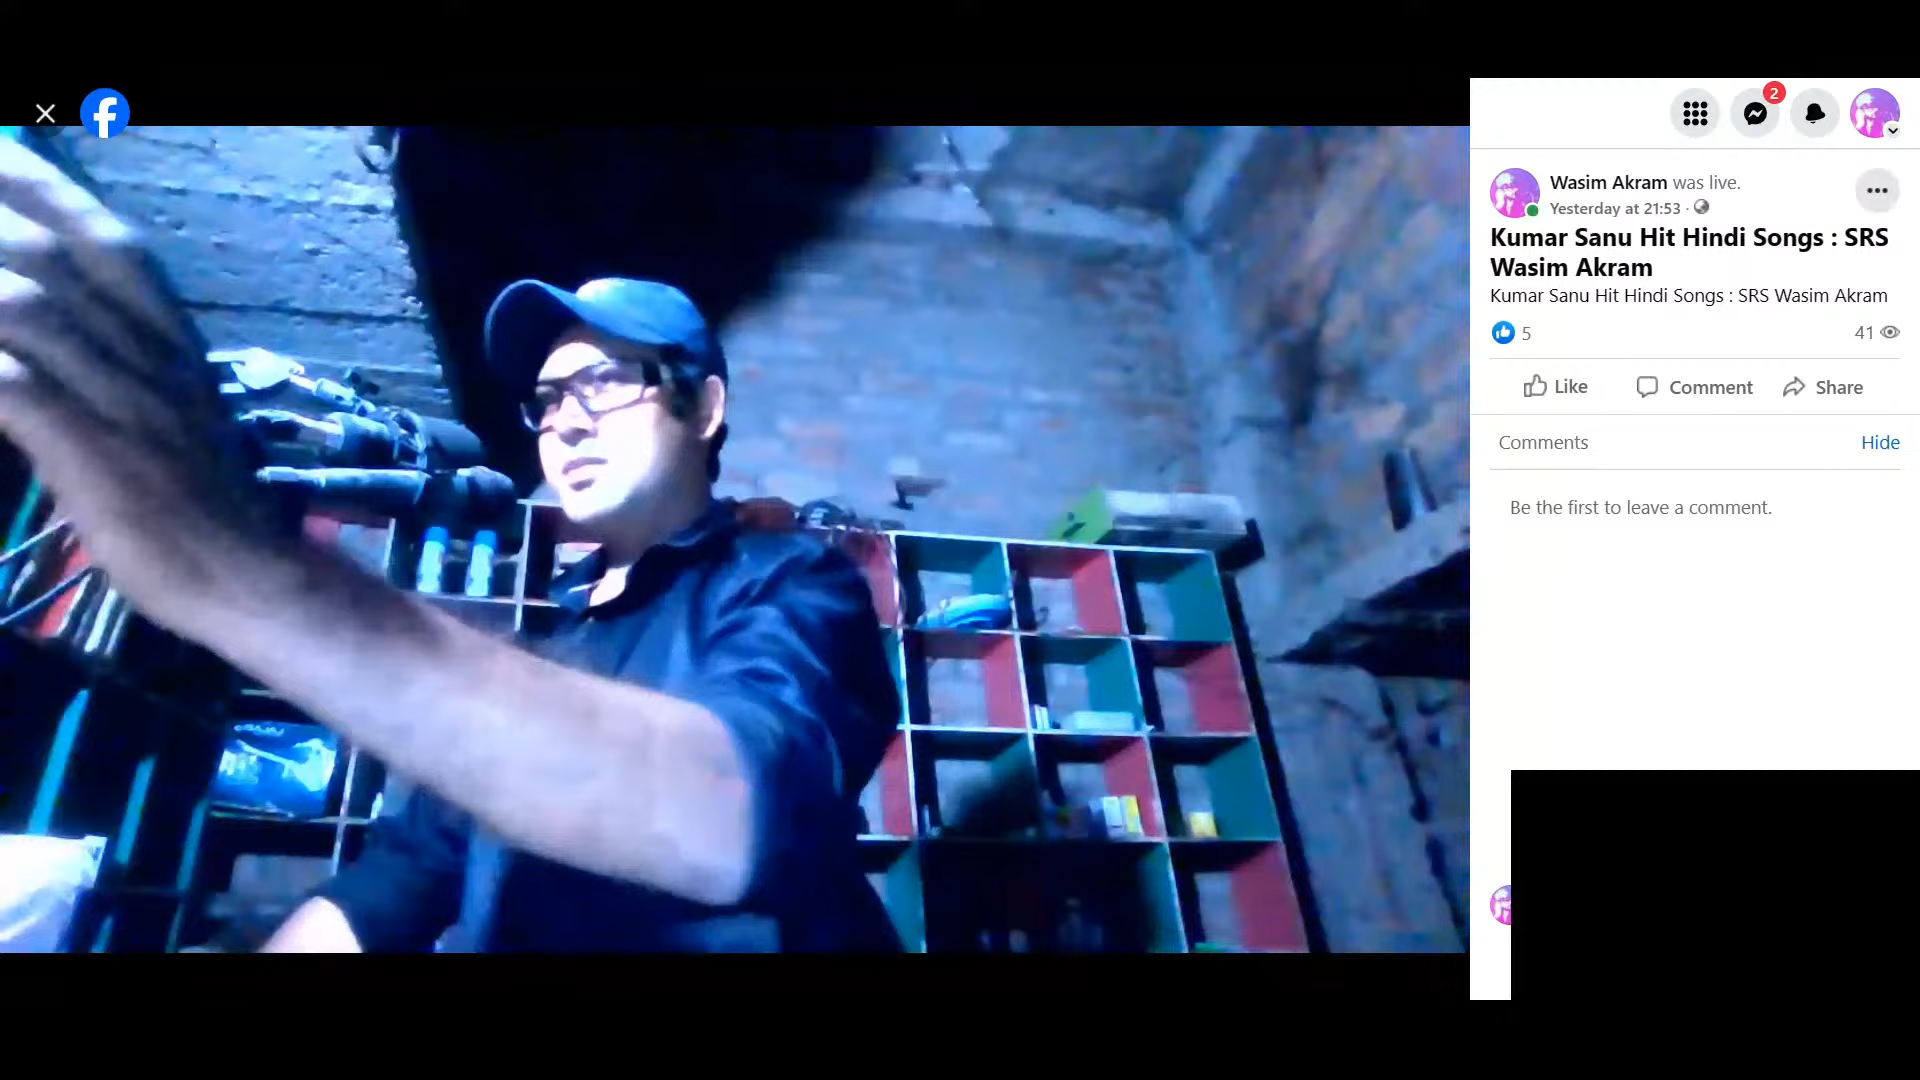 2
Wasim Akram was live.
Yesterday at 21:53 ·
Kumar Sanu Hit Hindi Songs : SRS
Wasim Akram
Kumar Sanu Hit Hindi Songs : SRS Wasim Akram
5 41
Like Comment Share
Comments Hide
Be the first to leave a comment.